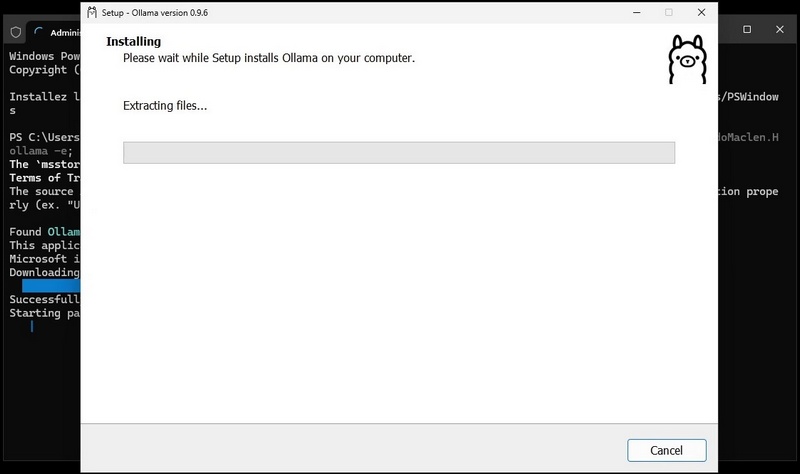 Setup - Ollama version 0.9.6
Installing
Please wait while Setup installs Ollama on your computer.
Extracting files...
Cancel
Adminis
Windows Pow
Copyright (
Installez l
s/PSWindow
s
PS C:\Users
doMaclen.H
ollama -e;
The `msstor
Terms of Tr
The source
tion prope
rly (ex. "U
Found Ollam
This applic
Microsoft i
Downloading
Successfull
Starting pa